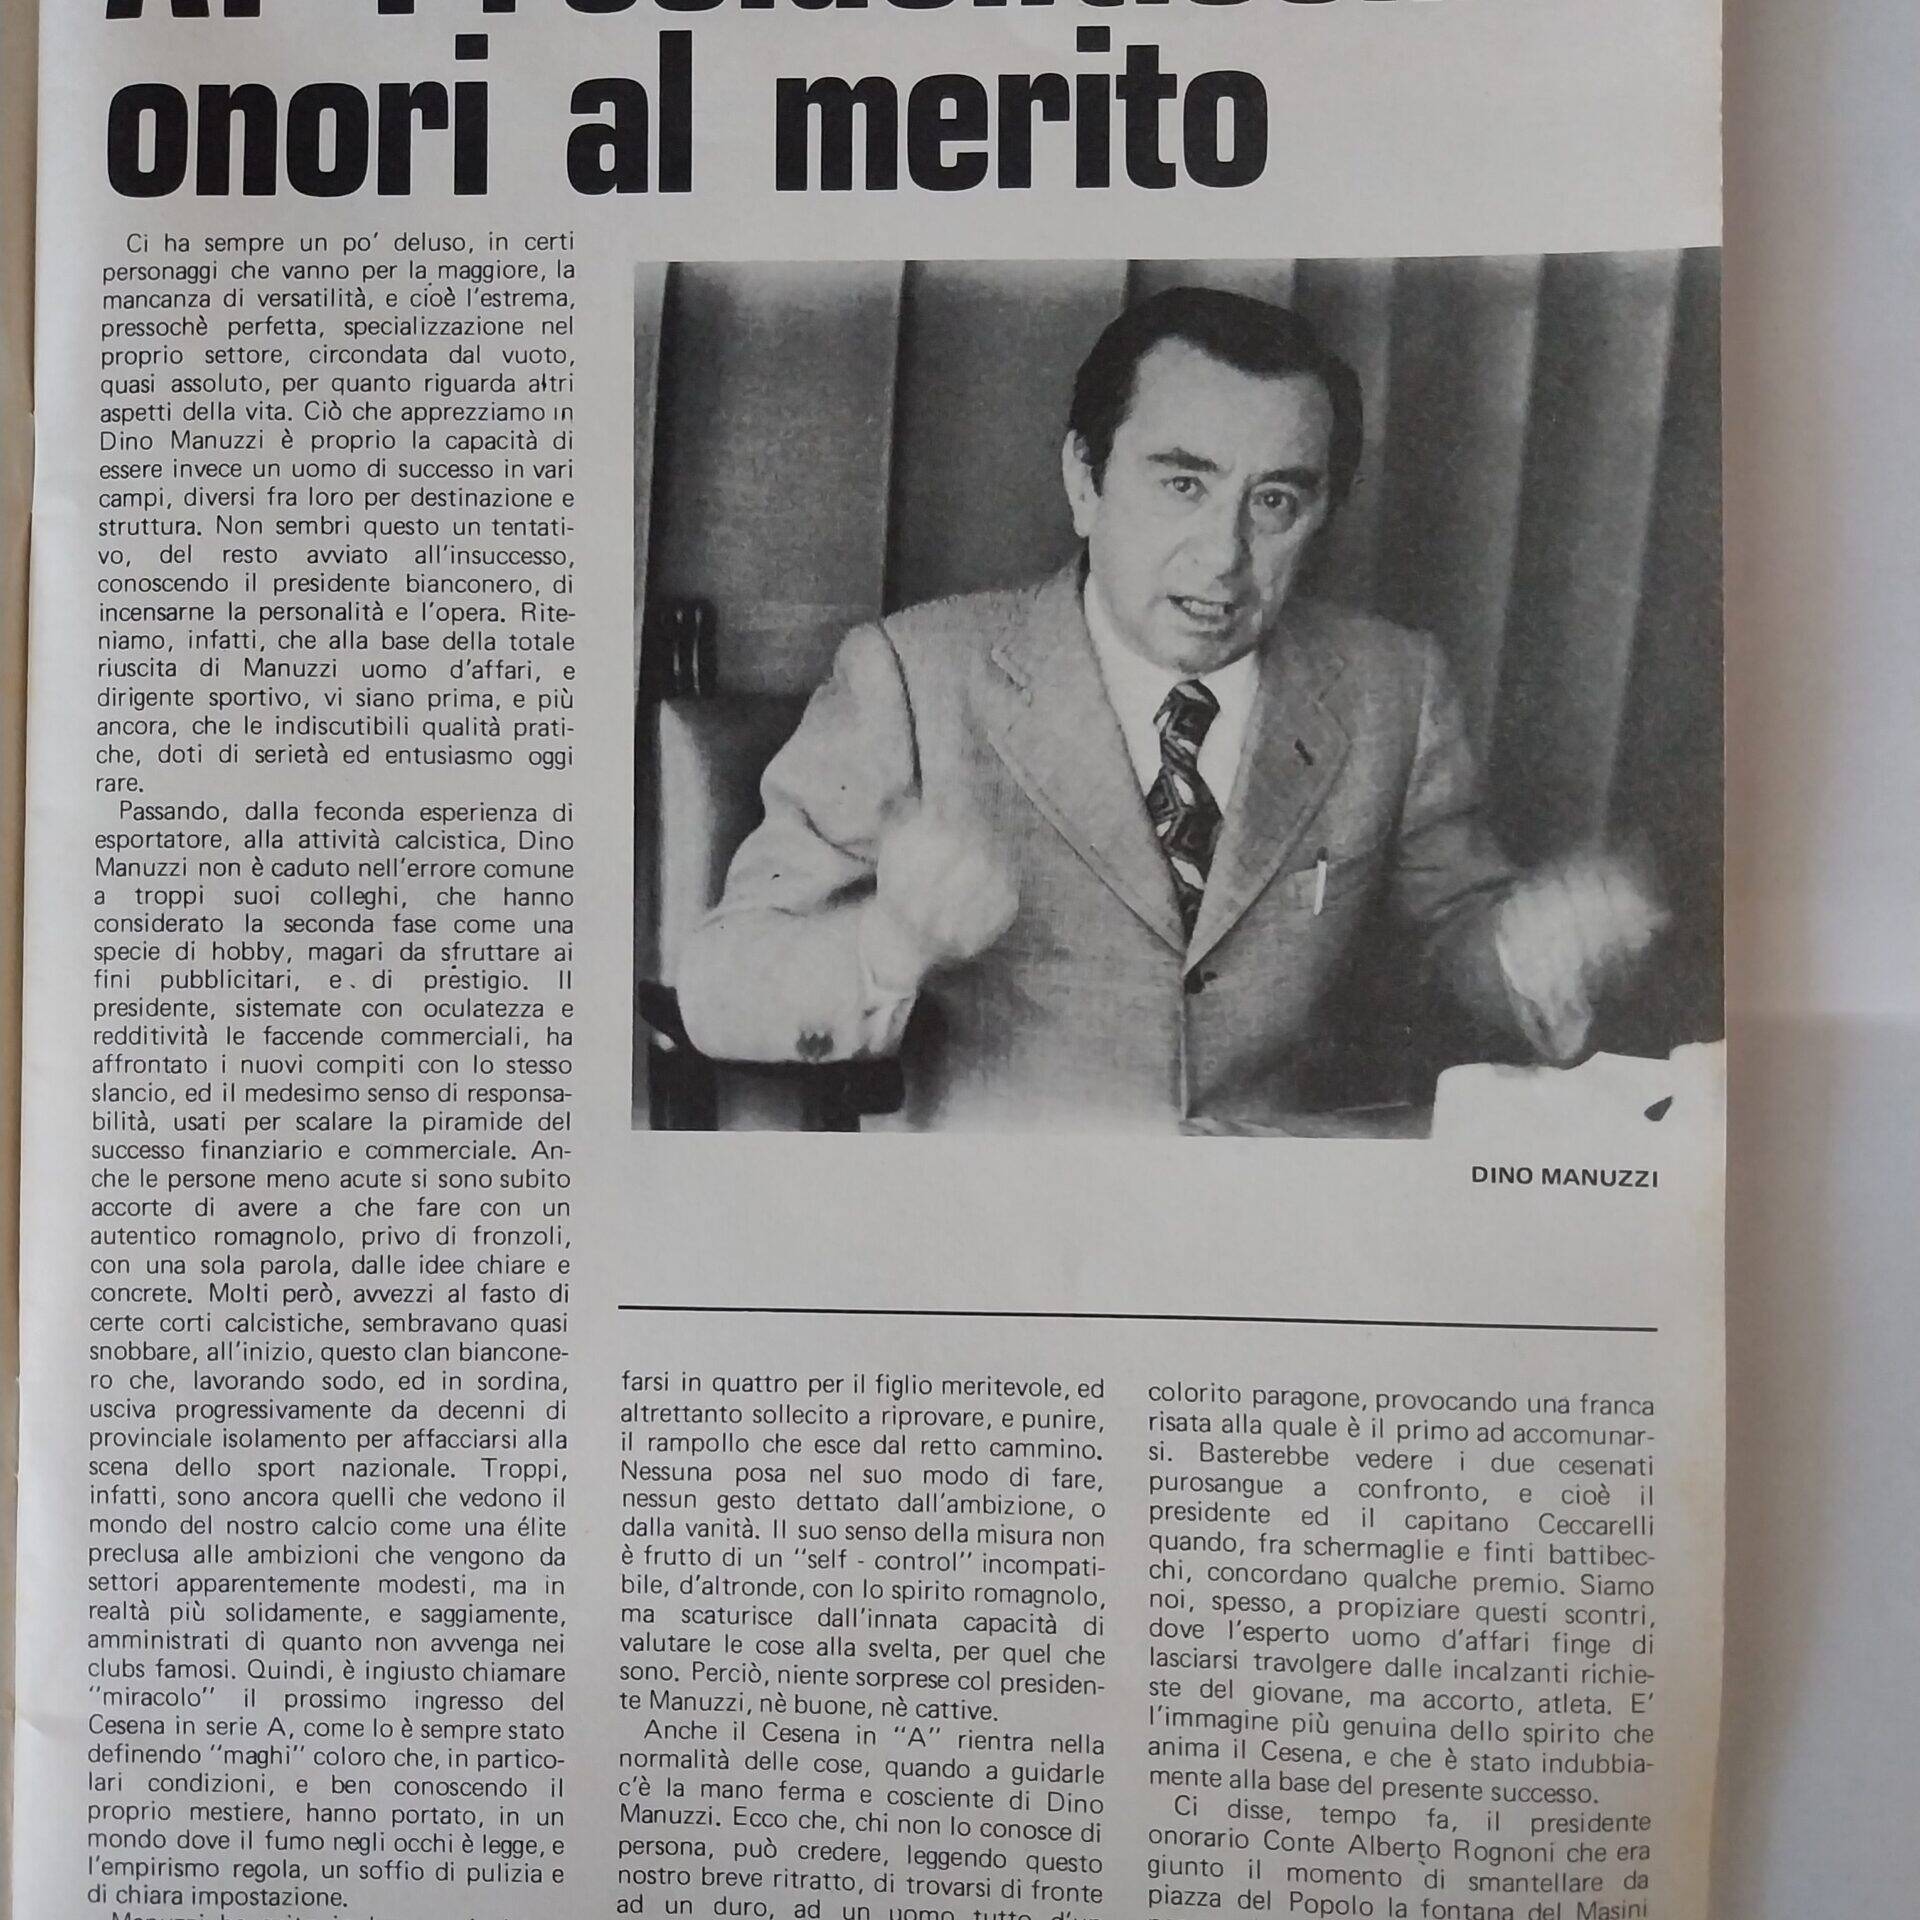 onori al merito
Ci ha sempre un po' deluso, in certi
personaggi che vanno per la maggiore, la
mancanza di versatilità, e cioè l'estrema,
pressochè perfetta, specializzazione nel
proprio settore, circondata dal vuoto,
quasi assoluto, per quanto riguarda altri
aspetti della vita. Ciò che apprezziamo in
Dino Manuzzi è proprio la capacità di
essere invece un uomo di successo in vari
campi, diversi fra loro per destinazione e
struttura. Non sembri questo un tentati-
vo, del resto avviato all'insuccesso,
conoscendo il presidente bianconero, di
incensarne la personalità e l'opera. Rite-
niamo, infatti, che alla base della totale
riuscita di Manuzzi uomo d'affari, e
dirigente sportivo, vi siano prima, e più
ancora, che le indiscutibili qualità prati-
che, doti di serietà ed entusiasmo oggi
rare.
Passando, dalla feconda esperienza di
esportatore, alla attività calcistica, Dino
Manuzzi non è caduto nell'errore comune
a troppi suoi colleghi, che hanno
considerato la seconda fase come una
specie di hobby, magari da sfruttare ai
fini pubblicitari, e di prestigio. Il
presidente, sistemate con oculatezza e
redditività le faccende commerciali, ha
affrontato i nuovi compiti con lo stesso
slancio, ed il medesimo senso di responsa-
bilità, usati per scalare la piramide del
successo finanziario e commerciale. An-
che le persone meno acute si sono subito
accorte di avere a che fare con un
autentico romagnolo, privo di fronzoli,
con una sola parola, dalle idee chiare e
concrete. Molti però, avvezzi al fasto di
certe corti calcistiche, sembravano quasi
snobbare, all'inizio, questo clan biancone-
ro che, lavorando sodo, ed in sordina,
usciva progressivamente da decenni di
provinciale isolamento per affacciarsi alla
scena dello sport nazionale. Troppi,
infatti, sono ancora quelli che vedono il
mondo del nostro calcio come una élite
preclusa alle ambizioni che vengono da
settori apparentemente modesti, ma in
realtà più solidamente, e saggiamente,
amministrati di quanto non avvenga nei
clubs famosi. Quindi, è ingiusto chiamare
"miracolo" il prossimo ingresso del
Cesena in serie A, come lo è sempre stato
definendo "maghi" coloro che, in partico-
lari condizioni, e ben conoscendo il
proprio mestiere, hanno portato, in un
mondo dove il fumo negli occhi è legge, e
l'empirismo regola, un soffio di pulizia e
di chiara impostazione.
DINO MANUZZI
farsi in quattro per il figlio meritevole, ed
altrettanto sollecito a riprovare, e punire,
il rampollo che esce dal retto cammino.
Nessuna posa nel suo modo di fare,
nessun gesto dettato dall'ambizione, o
dalla vanità. Il suo senso della misura non
è frutto di un "self - control" incompati-
bile, d'altronde, con lo spirito romagnolo,
ma scaturisce dall'innata capacità di
valutare le cose alla svelta, per quel che
sono. Perciò, niente sorprese col presiden-
te Manuzzi, nè buone, nè cattive.
Anche il Cesena in "A" rientra nella
normalità delle cose, quando a guidarle
c'è la mano ferma e cosciente di Dino
Manuzzi. Ecco che, chi non lo conosce di
persona, può credere, leggendo questo
nostro breve ritratto, di trovarsi di fronte
ad un duro, ad un uomo tutto d'un
colorito paragone, provocando una franca
risata alla quale è il primo ad accomunar-
si. Basterebbe vedere i due cesenati
purosangue a confronto, e cioè il
presidente ed il capitano Ceccarelli
quando, fra schermaglie e finti battibec-
chi, concordano qualche premio. Siamo
noi, spesso, a propiziare questi scontri,
dove l'esperto uomo d'affari finge di
lasciarsi travolgere dalle incalzanti richie-
ste del giovane, ma accorto, atleta. E'
l'immagine più genuina dello spirito che
anima il Cesena, e che è stato indubbia-
mente alla base del presente successo.
Ci disse, tempo fa, il presidente
onorario Conte Alberto Rognoni che era
giunto il momento di smantellare da
piazza del Popolo la fontana del Masini